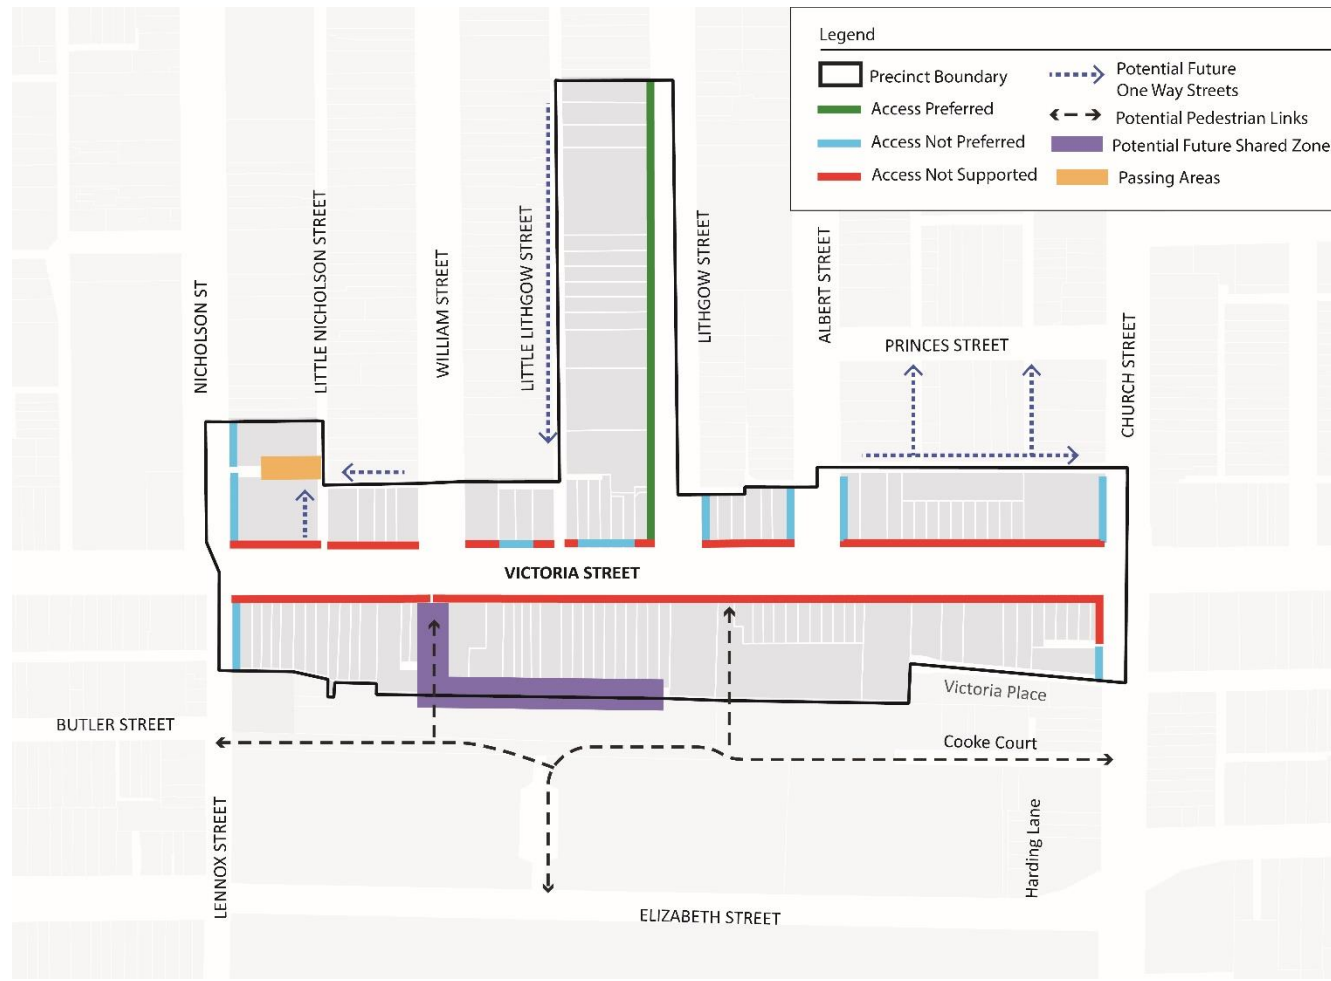 Legend
Precinct Boundary
Access Preferred
Access Not Preferred
Access Not Supported
Potential Future
One Way Streets
Potential Pedestrian Links
Potential Future Shared Zone
Passing Areas
NICHOLSON ST
LITTLE NICHOLSON STREET
WILLIAM STREET
LITTLE LITHGOW STREET
LITHGOW STREET
ALBERT STREET
PRINCES STREET
CHURCH STREET
VICTORIA STREET
Victoria Place
BUTLER STREET
Cooke Court
LENNOX STREET
Harding Lane
ELIZABETH STREET